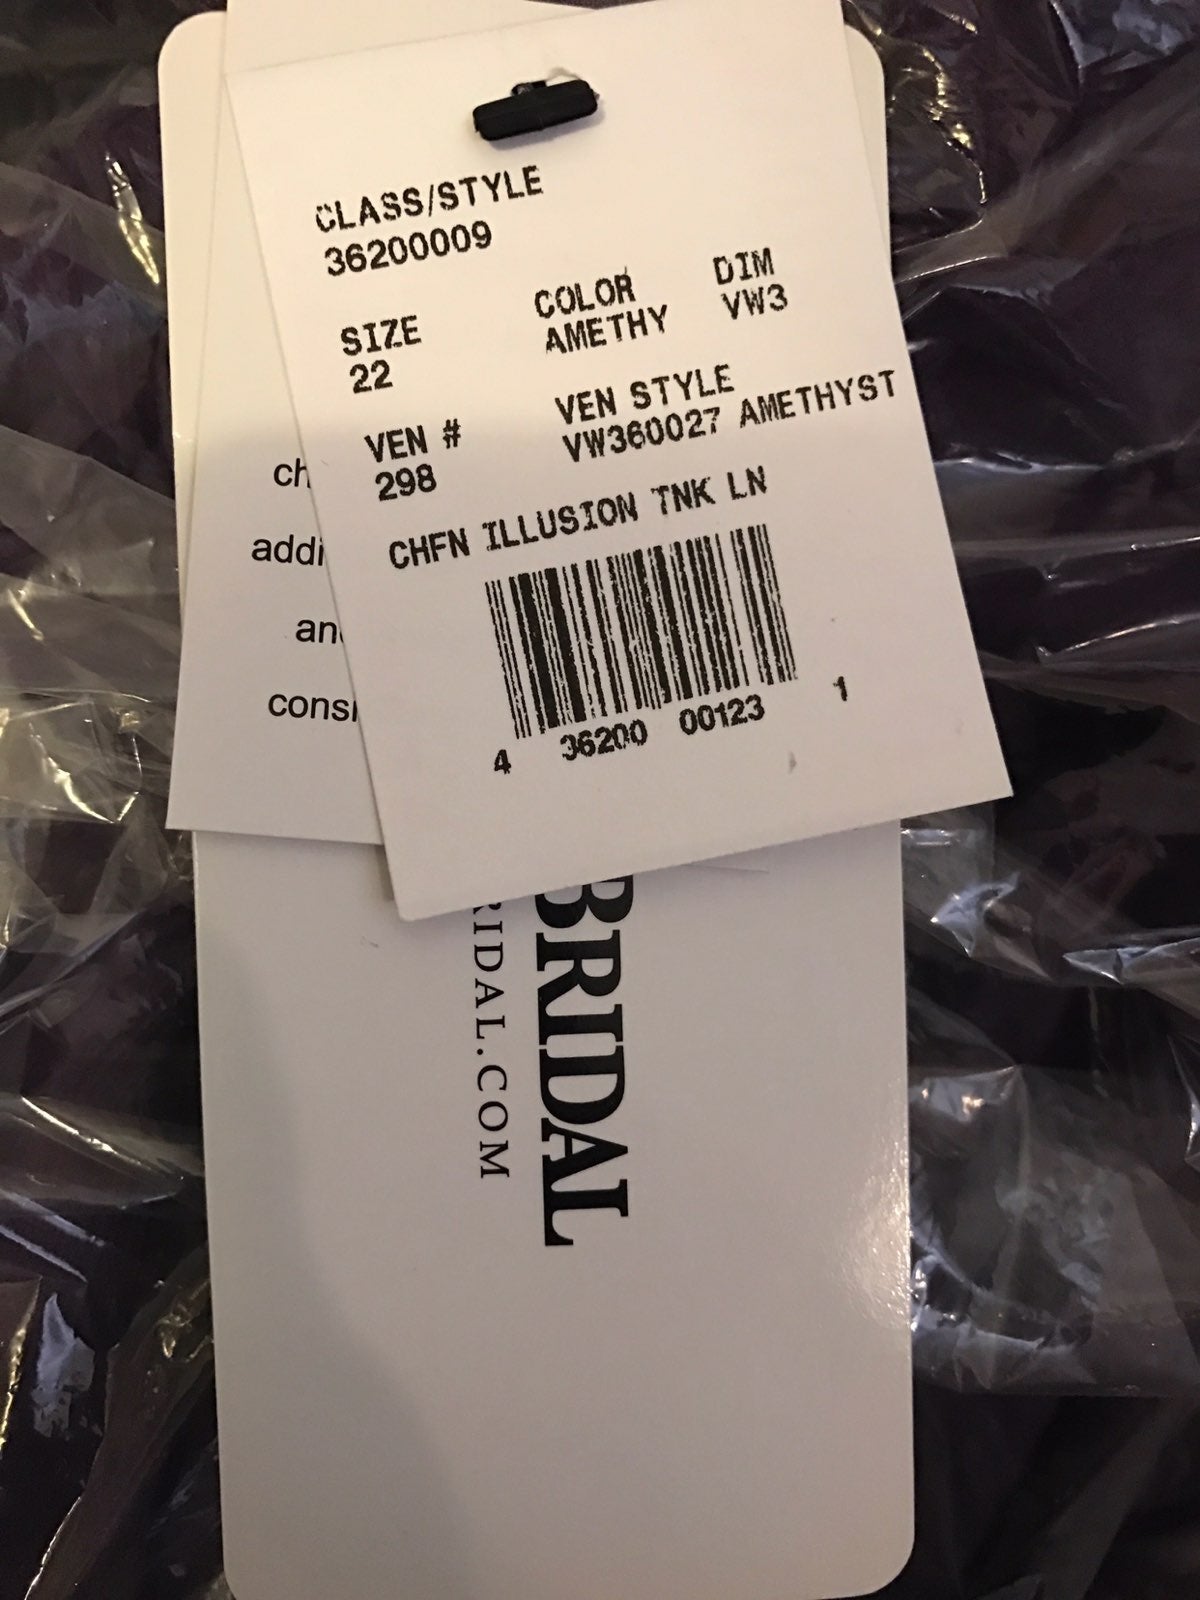 CLASS/STYLE
36200009
SIZE COLOR DIM
22 AMETHY VW3
VEN # VEN STYLE
298 VW360027 AMETHYST
CHFN ILLUSION TNK LN
4 36200 00123 1
BRIDAL
RIDAL.COM